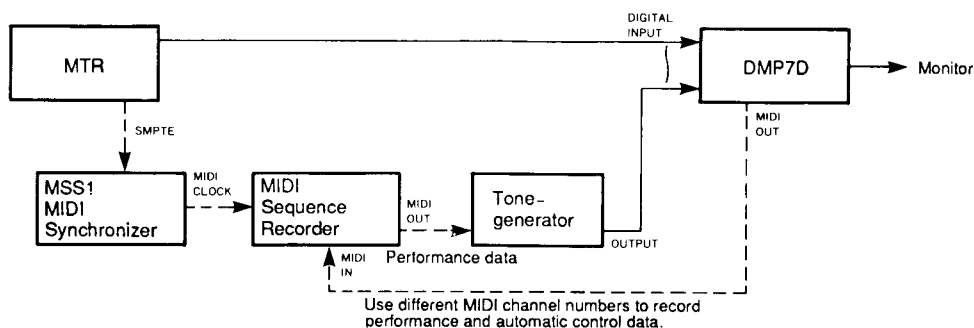 MTR
DIGITAL
INPUT
DMP7D
Monitor
SMPTE
MIDI
OUT
MSS1
MIDI
Synchronizer
MIDI
CLOCK
MIDI
Sequence
Recorder
MIDI
OUT
Tone-
generator
OUTPUT
MIDI
IN
Performance data
Use different MIDI channel numbers to record
performance and automatic control data.